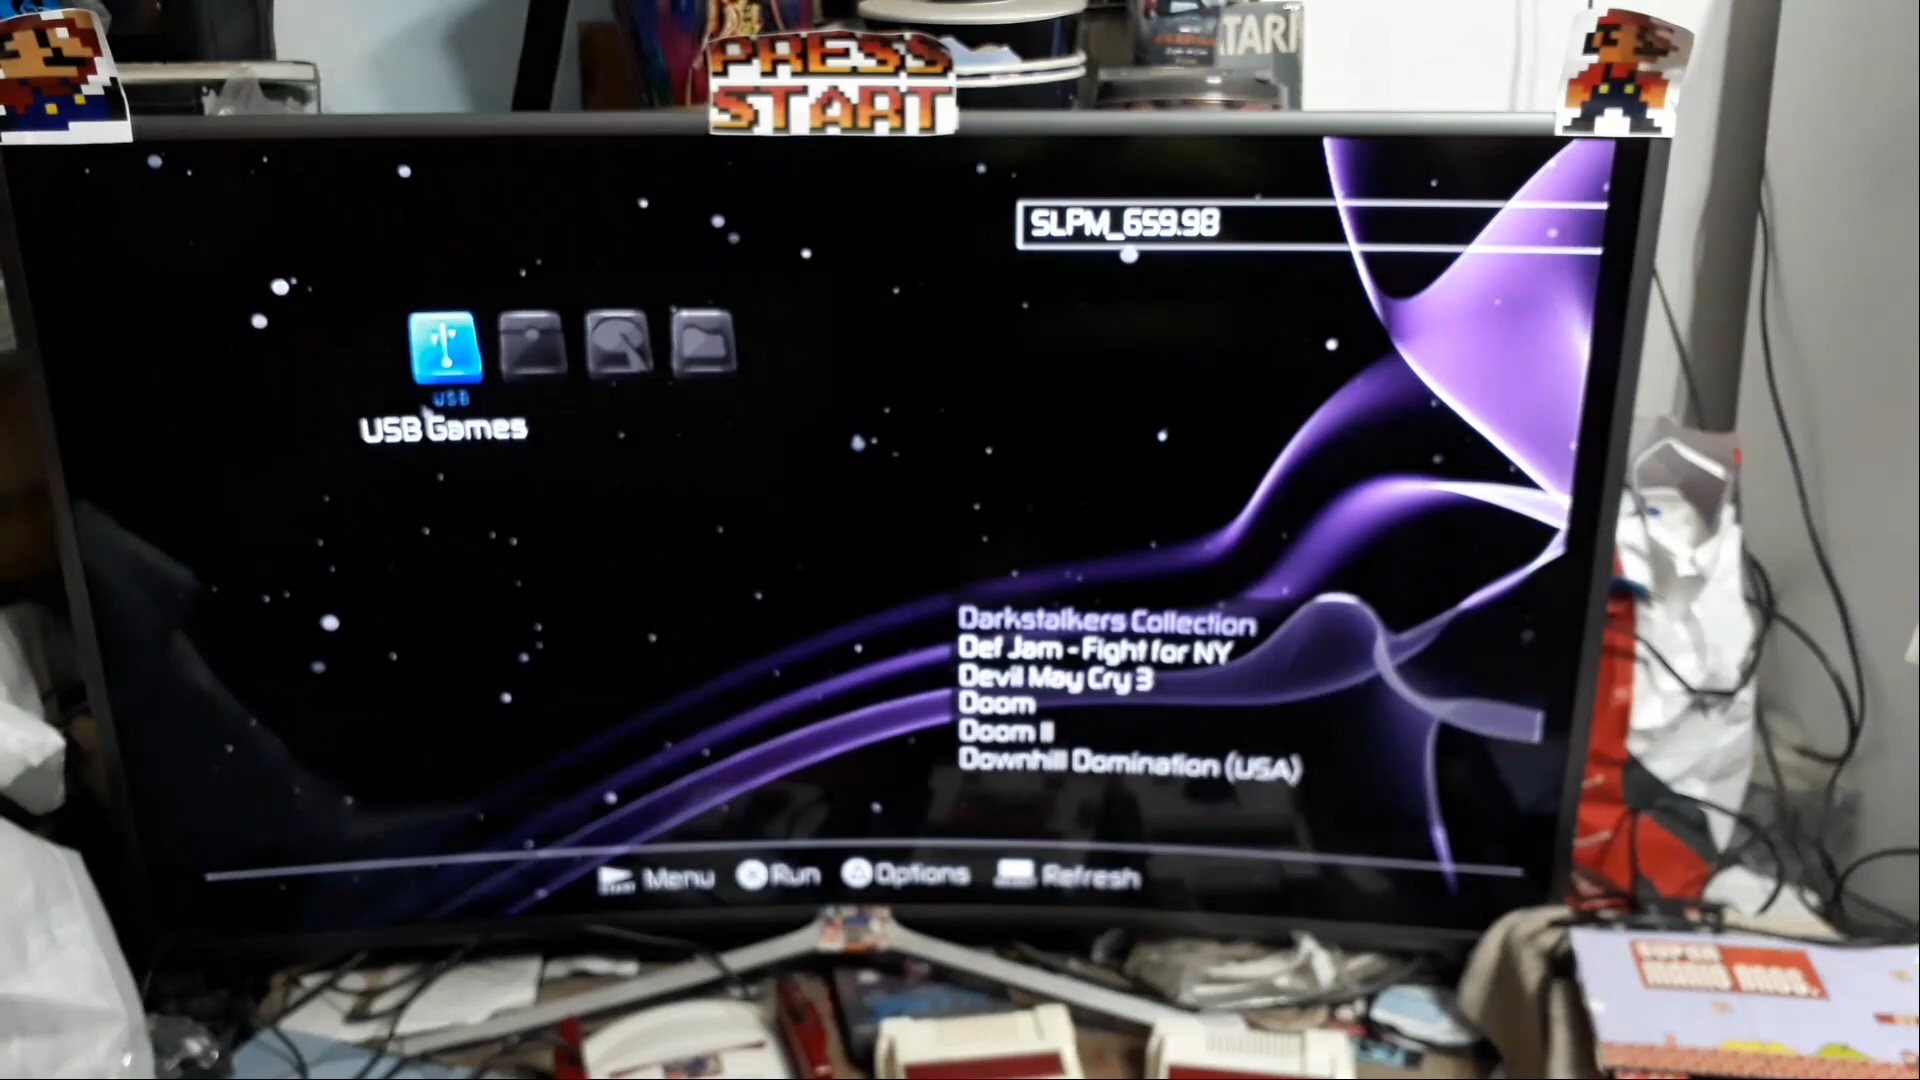 PRESS
START
ATARI
SLPM_659.98
USB
USB Games
Darkstalkers Collection
Def Jam - Fight for NY
Devil May Cry 3
Doom
Doom II
Downhill Domination (USA)
START Menu Run Options Refresh
SUPER
MARIO BROS.